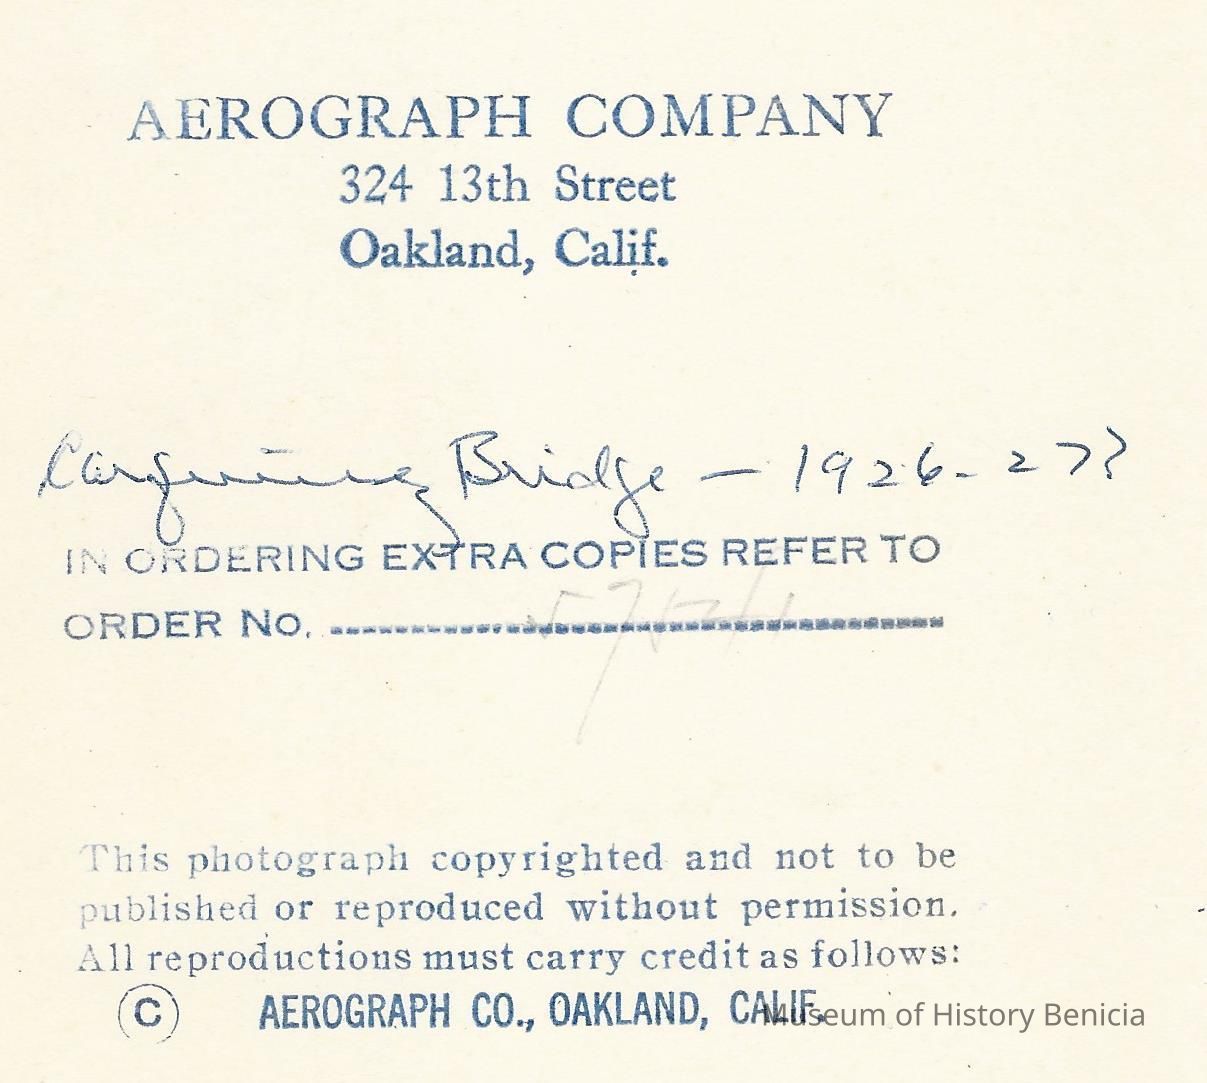 AEROGRAPH COMPANY
324 13th Street
Oakland, Calif.
Carquinez Bridge — 1926-27?
IN ORDERING EXTRA COPIES REFER TO
ORDER No.
This photograph copyrighted and not to be
published or reproduced without permission.
All reproductions must carry credit as follows:
© AEROGRAPH CO., OAKLAND, CALIF.
Museum of History Benicia